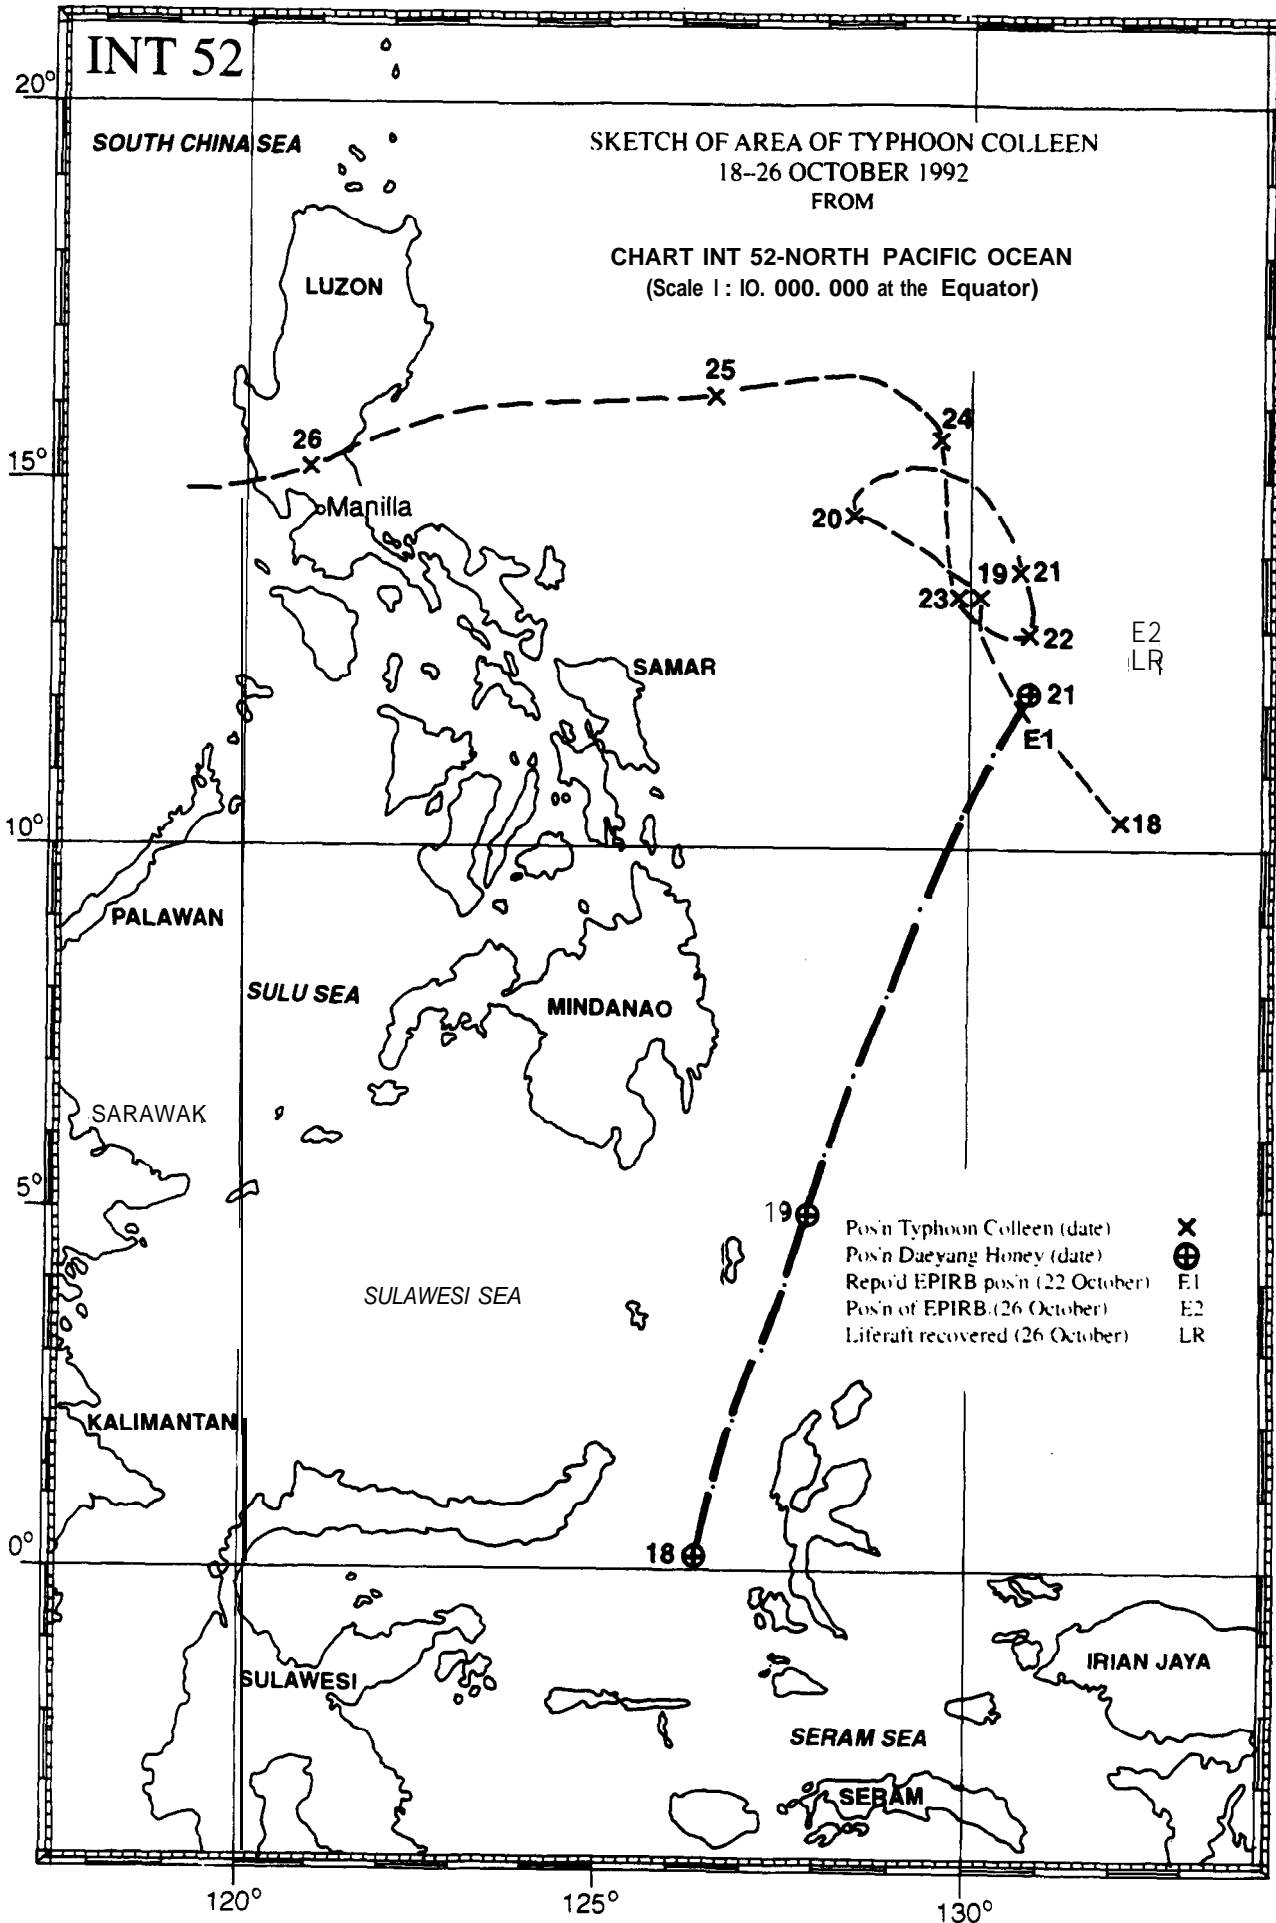 INT 52
20°
SOUTH CHINA SEA
SKETCH OF AREA OF TYPHOON COLLEEN
18-26 OCTOBER 1992
FROM
CHART INT 52-NORTH PACIFIC OCEAN
(Scale 1 : 10. 000. 000 at the Equator)
LUZON
25
24
26
15°
Manilla
20
19
21
23
22
E2
LR
SAMAR
21
E1
18
10°
PALAWAN
SULU SEA
MINDANAO
SARAWAK
5°
19
Pos'n Typhoon Colleen (date) ×
Pos'n Daeyang Honey (date) ⊕
Repo'd EPIRB pos'n (22 October) E1
Pos'n of EPIRB (26 October) E2
Liferaft recovered (26 October) LR
SULAWESI SEA
KALIMANTAN
0°
18
SULAWESI
IRIAN JAYA
SERAM SEA
SERAM
120°
125°
130°